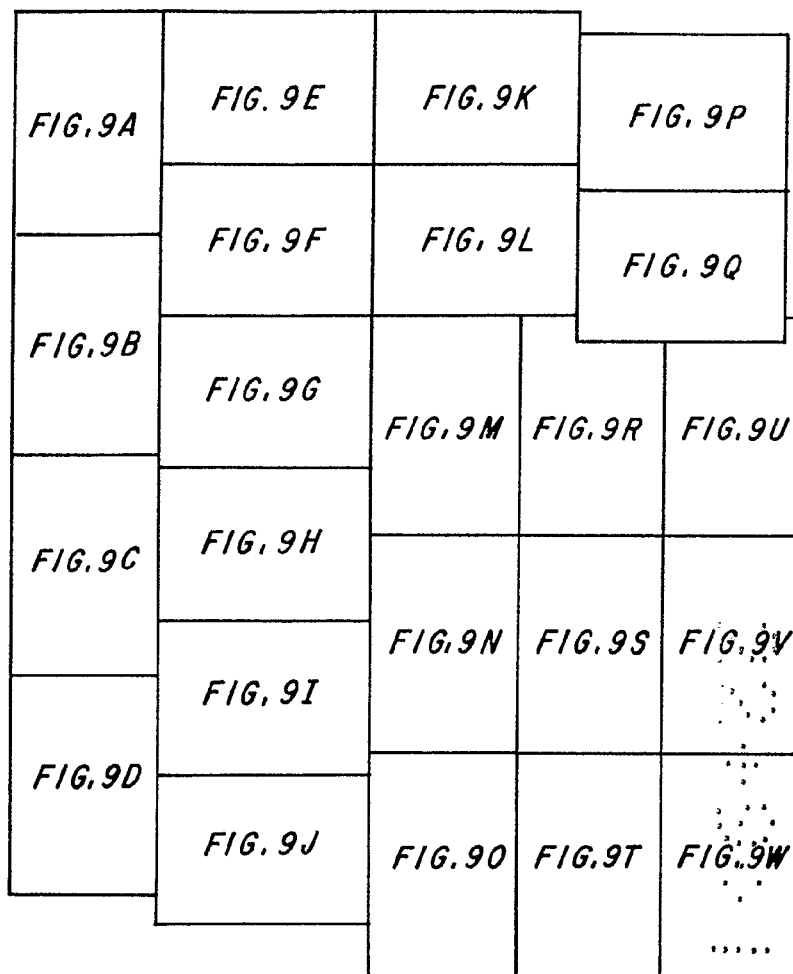 FIG. 9A
FIG. 9E
FIG. 9K
FIG. 9P
FIG. 9F
FIG. 9L
FIG. 9Q
FIG. 9B
FIG. 9G
FIG. 9M
FIG. 9R
FIG. 9U
FIG. 9C
FIG. 9H
FIG. 9N
FIG. 9S
FIG. 9V
FIG. 9I
FIG. 9D
FIG. 9J
FIG. 9O
FIG. 9T
FIG. 9W